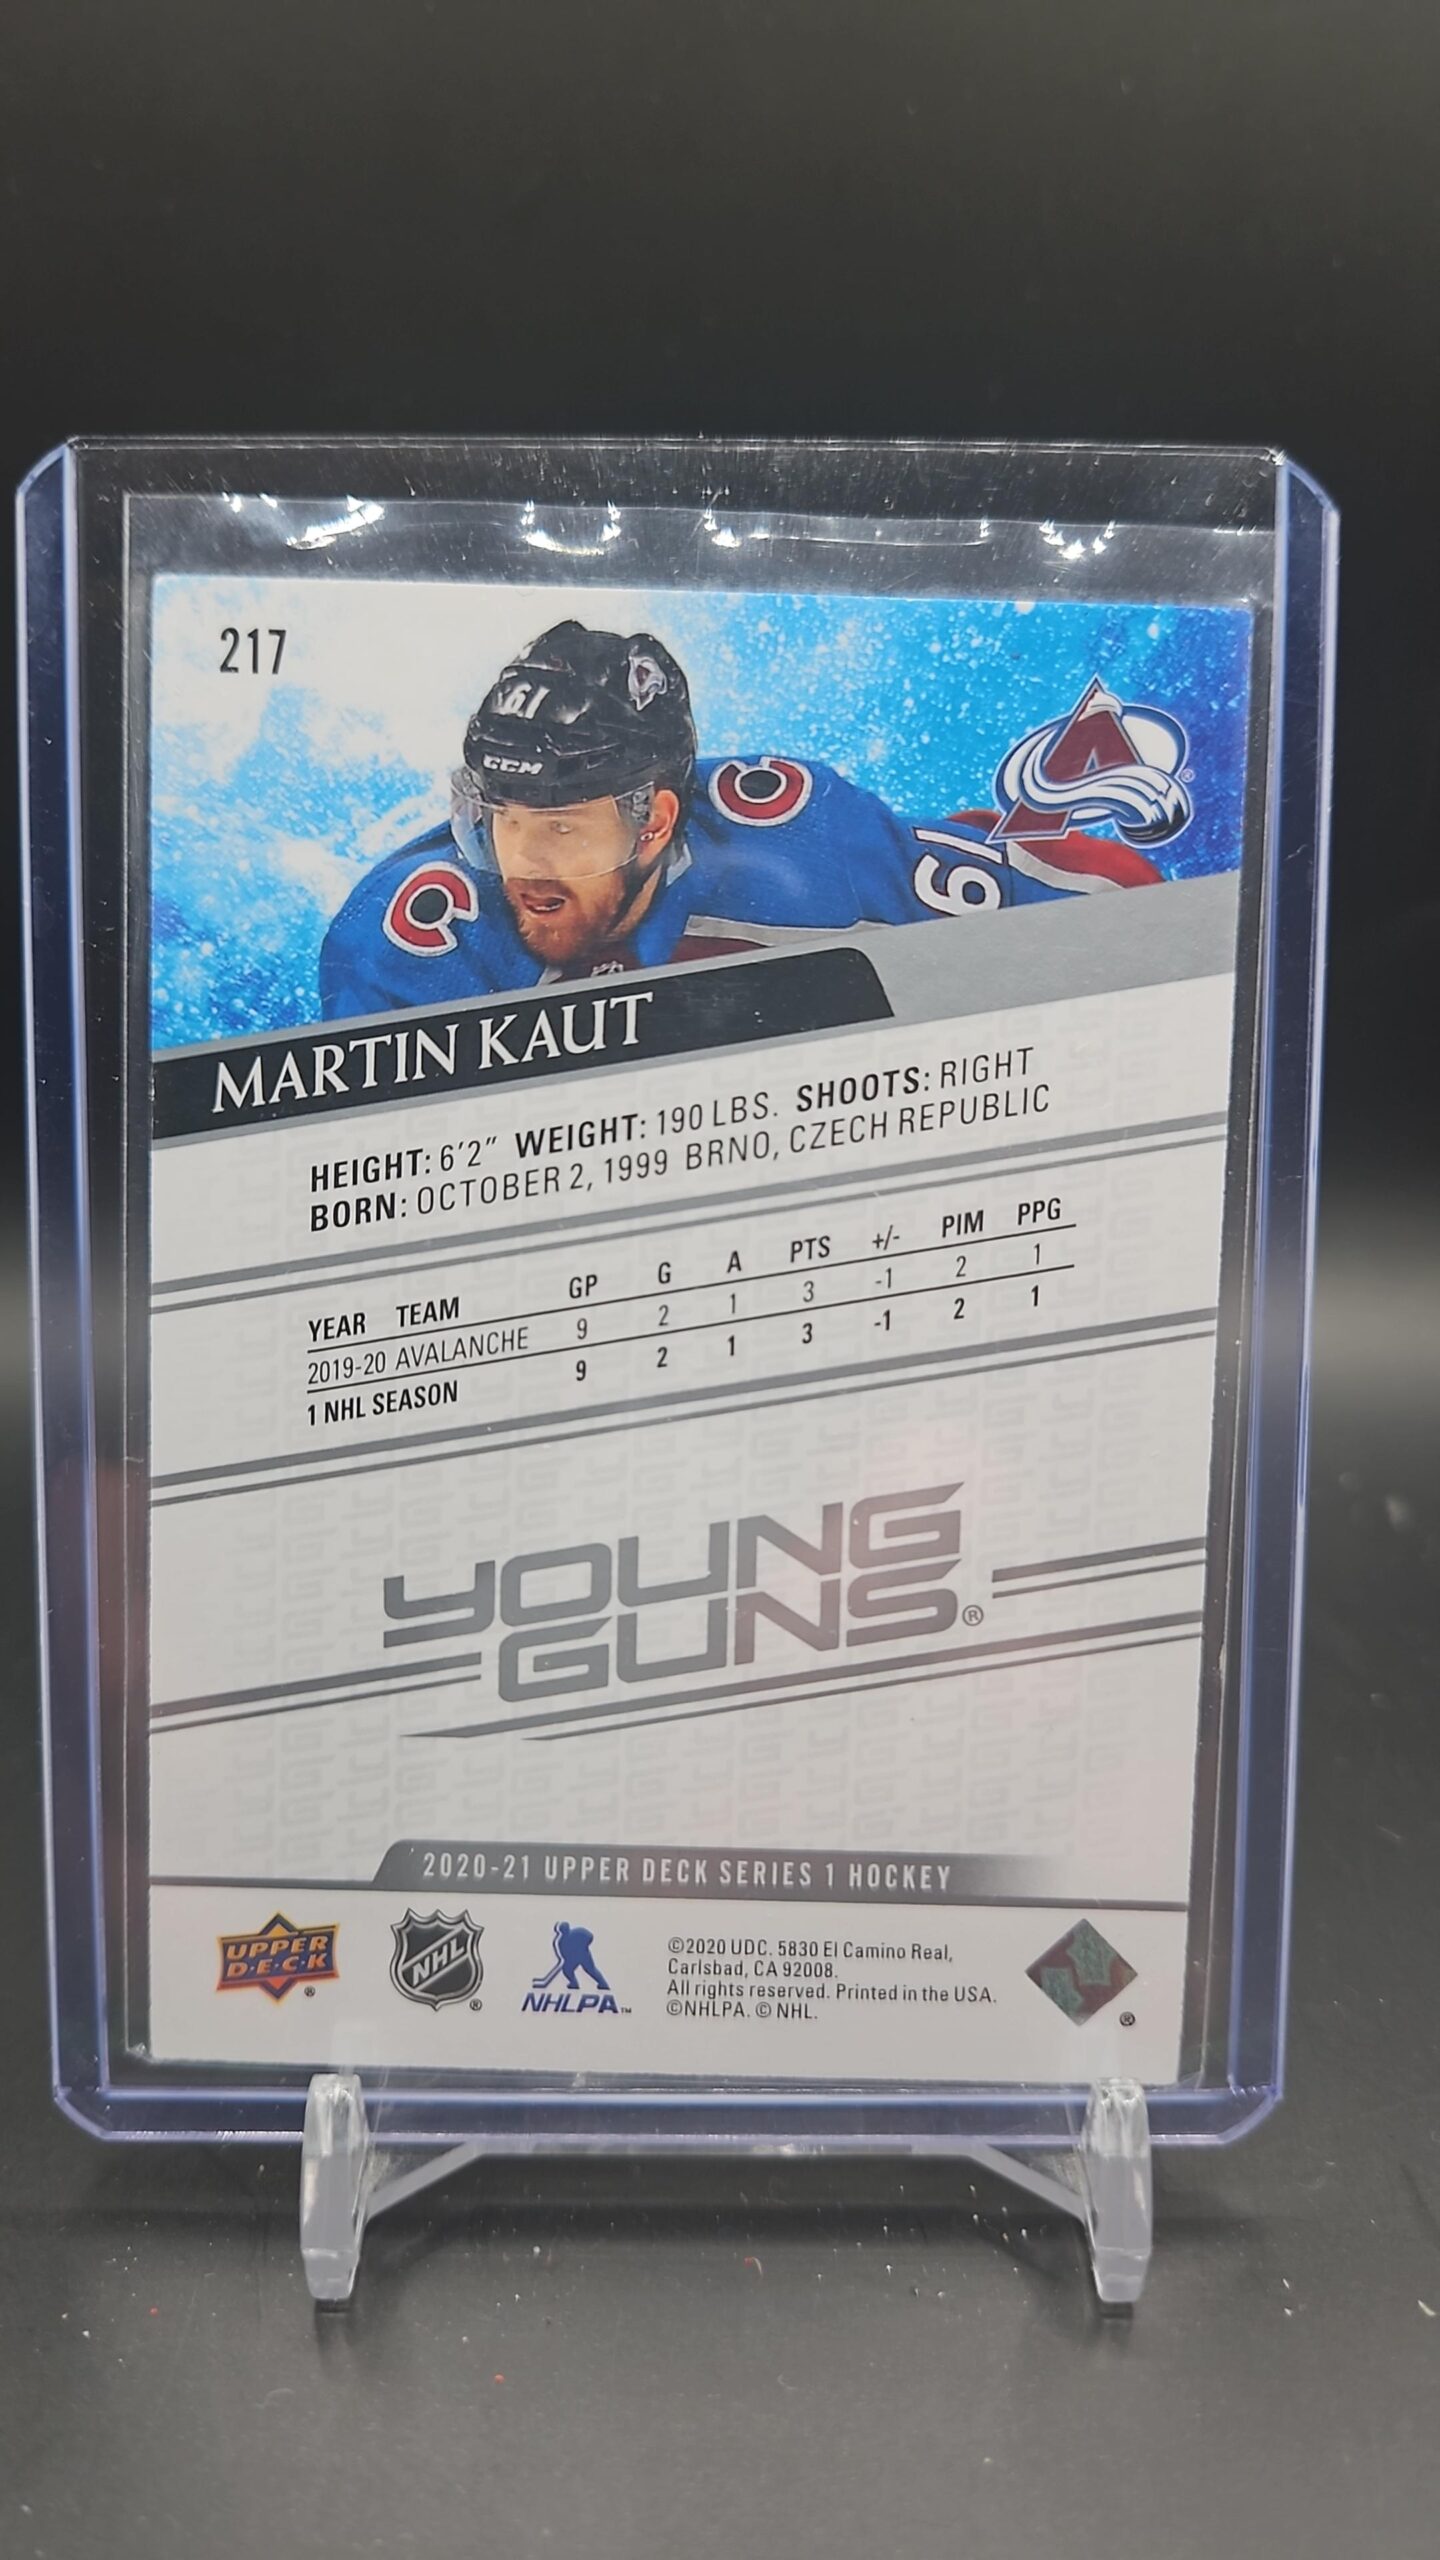 217
61
CCM
61
MARTIN KAUT
HEIGHT: 6'2" WEIGHT: 190 LBS. SHOOTS: RIGHT
BORN: OCTOBER 2, 1999 BRNO, CZECH REPUBLIC
YEAR TEAM GP G A PTS +/- PIM PPG
2019-20 AVALANCHE 9 2 1 3 -1 2 1
1 NHL SEASON 9 2 1 3 -1 2 1
YOUNG
GUNS®
2020-21 UPPER DECK SERIES 1 HOCKEY
UPPER
D·E·C·K®
NHL®
NHLPA™
©2020 UDC. 5830 El Camino Real,
Carlsbad, CA 92008.
All rights reserved. Printed in the USA.
©NHLPA. © NHL.